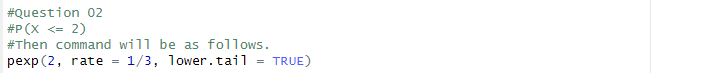 #Question 02
#P(X <= 2)
#Then command will be as follows.
pexp(2, rate = 1/3, lower.tail = TRUE)